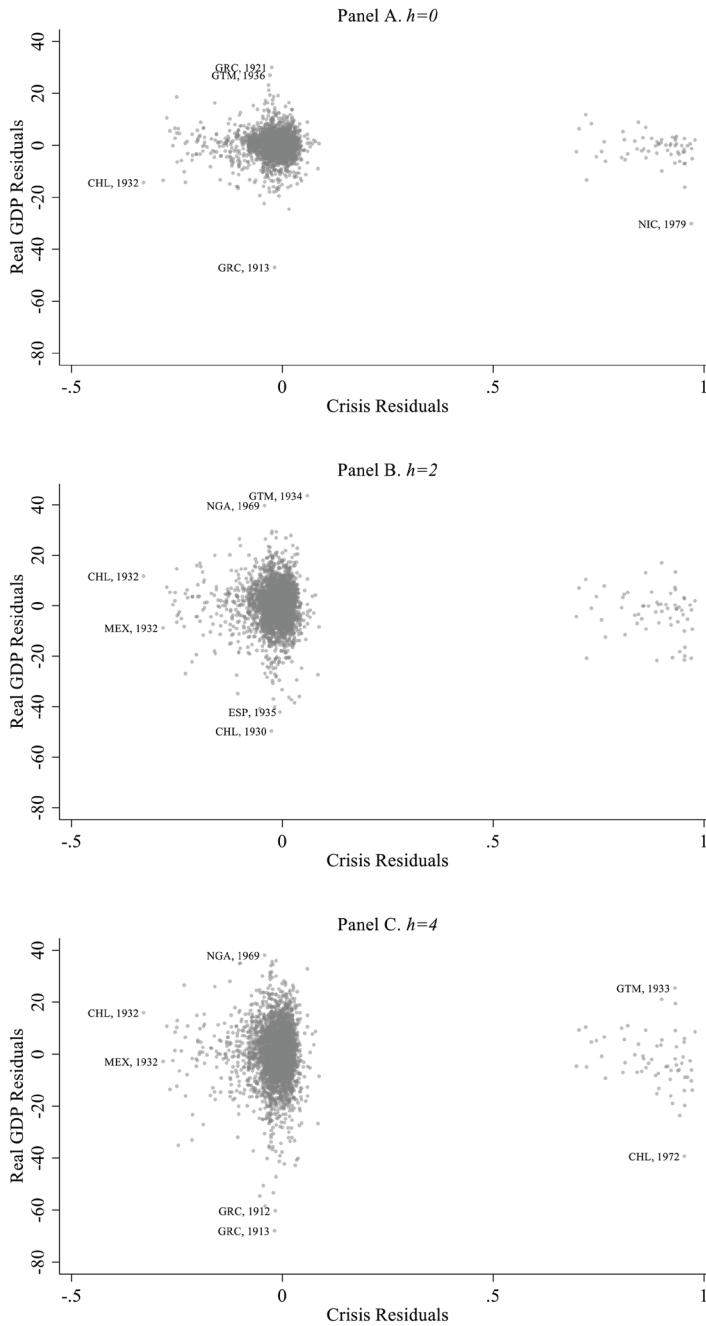 Panel A. h=0
Real GDP Residuals
40
20
0
-20
-40
-60
-80
GRC, 1921
GTM, 1936
CHL, 1932
NIC, 1979
GRC, 1913
-.5
0
.5
1
Crisis Residuals
Panel B. h=2
Real GDP Residuals
40
20
0
-20
-40
-60
-80
GTM, 1934
NGA, 1969
CHL, 1932
MEX, 1932
ESP, 1935
CHL, 1930
-.5
0
.5
1
Crisis Residuals
Panel C. h=4
Real GDP Residuals
40
20
0
-20
-40
-60
-80
NGA, 1969
GTM, 1933
CHL, 1932
MEX, 1932
CHL, 1972
GRC, 1912
GRC, 1913
-.5
0
.5
1
Crisis Residuals